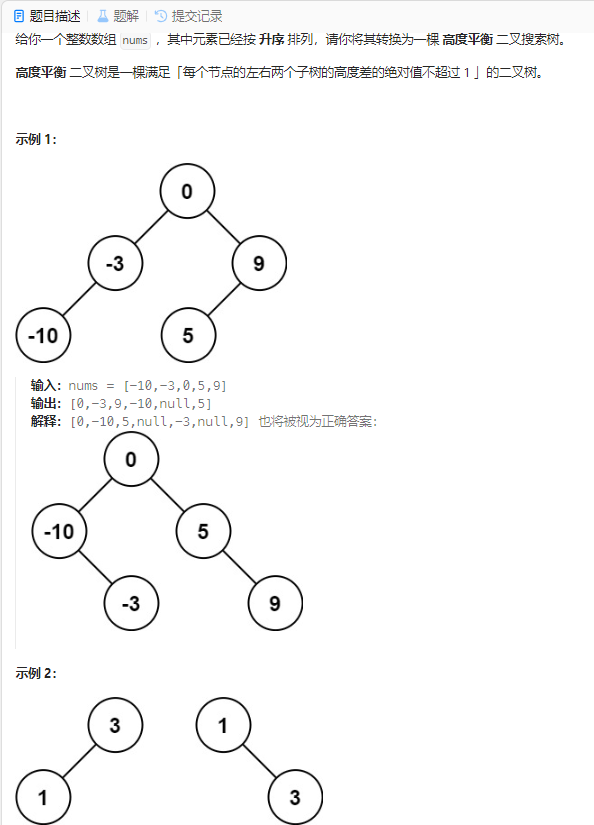 题目描述 题解 提交记录
给你一个整数数组 nums ，其中元素已经按 升序 排列，请你将其转换为一棵 高度平衡 二叉搜索树。
高度平衡 二叉树是一棵满足「每个节点的左右两个子树的高度差的绝对值不超过 1 」的二叉树。
示例 1：
0
-3 9
-10 5
输入：nums = [-10,-3,0,5,9]
输出：[0,-3,9,-10,null,5]
解释：[0,-10,5,null,-3,null,9] 也将被视为正确答案：
0
-10 5
-3 9
示例 2：
3 1
1 3